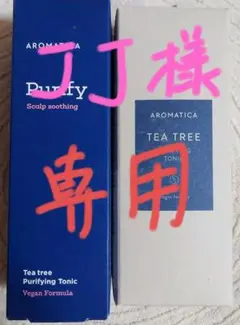 JJ様
専用
AROMATICA
Purify
Scalp soothing
Tea tree
Purifying Tonic
Vegan Formula
AROMATICA
TEA TREE
TONIC